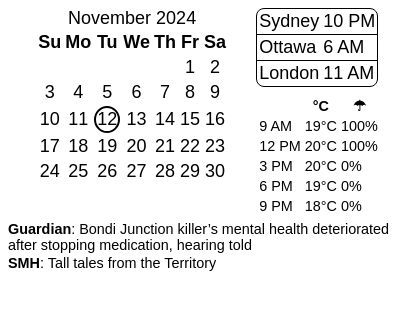 November 2024
Su Mo Tu We Th Fr Sa
1 2
3 4 5 6 7 8 9
10 11 12 13 14 15 16
17 18 19 20 21 22 23
24 25 26 27 28 29 30
Sydney 10 PM
Ottawa 6 AM
London 11 AM
°C ☂
9 AM 19°C 100%
12 PM 20°C 100%
3 PM 20°C 0%
6 PM 19°C 0%
9 PM 18°C 0%
Guardian: Bondi Junction killer’s mental health deteriorated
after stopping medication, hearing told
SMH: Tall tales from the Territory